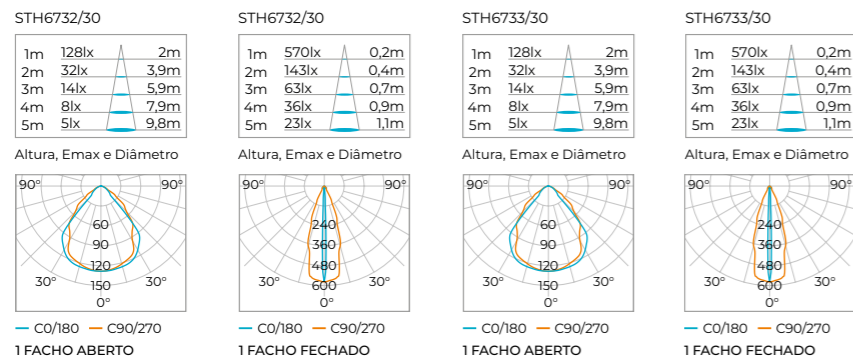 STH6732/30
1m 128lx 2m
2m 32lx 3,9m
3m 14lx 5,9m
4m 8lx 7,9m
5m 5lx 9,8m
Altura, Emax e Diâmetro
90° 90°
60
90
120
30° 150 30°
0°
C0/180 C90/270
1 FACHO ABERTO
STH6732/30
1m 570lx 0,2m
2m 143lx 0,4m
3m 63lx 0,7m
4m 36lx 0,9m
5m 23lx 1,1m
Altura, Emax e Diâmetro
90° 90°
240
360
480
30° 600 30°
0°
C0/180 C90/270
1 FACHO FECHADO
STH6733/30
1m 128lx 2m
2m 32lx 3,9m
3m 14lx 5,9m
4m 8lx 7,9m
5m 5lx 9,8m
Altura, Emax e Diâmetro
90° 90°
60
90
120
30° 150 30°
0°
C0/180 C90/270
1 FACHO ABERTO
STH6733/30
1m 570lx 0,2m
2m 143lx 0,4m
3m 63lx 0,7m
4m 36lx 0,9m
5m 23lx 1,1m
Altura, Emax e Diâmetro
90° 90°
240
360
480
30° 600 30°
0°
C0/180 C90/270
1 FACHO FECHADO